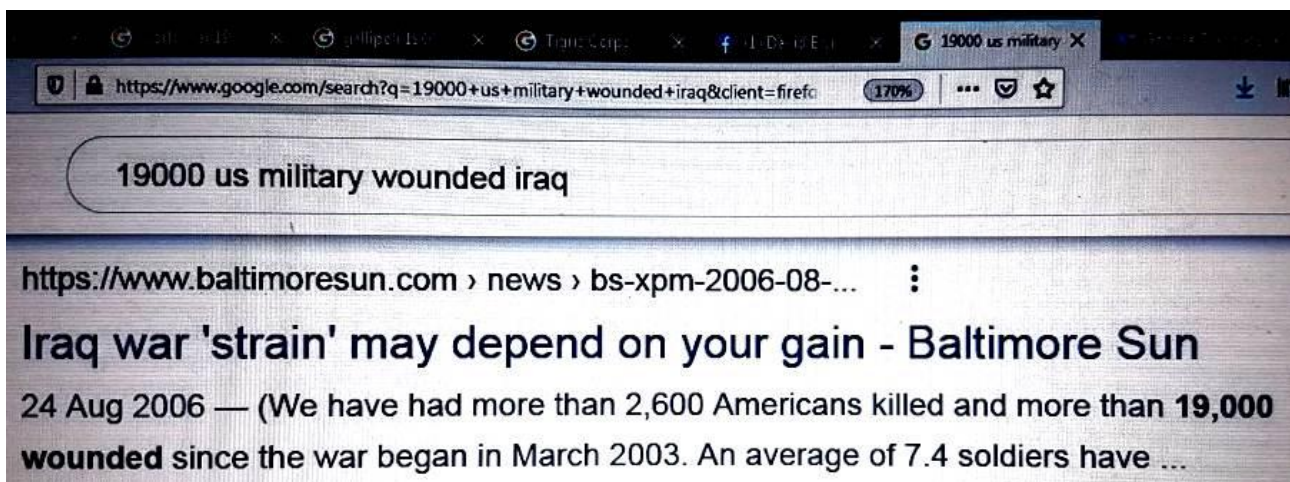 19000 us military
https://www.google.com/search?q=19000+us+military+wounded+iraq&client=firefo
170%
19000 us military wounded iraq
https://www.baltimoresun.com › news › bs-xpm-2006-08-...
Iraq war 'strain' may depend on your gain - Baltimore Sun
24 Aug 2006 — (We have had more than 2,600 Americans killed and more than 19,000
wounded since the war began in March 2003. An average of 7.4 soldiers have ...